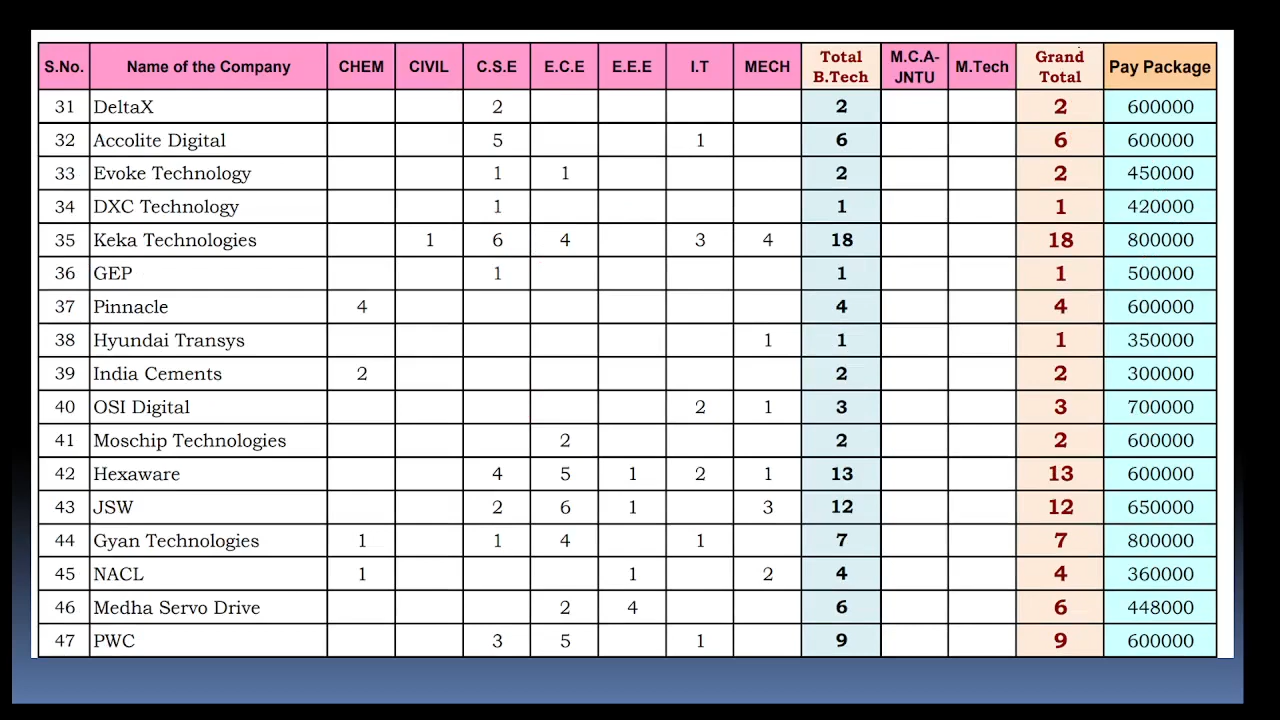 S.No. Name of the Company CHEM CIVIL C.S.E E.C.E E.E.E I.T MECH Total B.Tech M.C.A-JNTU M.Tech Grand Total Pay Package
31 DeltaX 2 2 2 600000
32 Accolite Digital 5 1 6 6 600000
33 Evoke Technology 1 1 2 2 450000
34 DXC Technology 1 1 1 420000
35 Keka Technologies 1 6 4 3 4 18 18 800000
36 GEP 1 1 1 500000
37 Pinnacle 4 4 4 600000
38 Hyundai Transys 1 1 1 350000
39 India Cements 2 2 2 300000
40 OSI Digital 2 1 3 3 700000
41 Moschip Technologies 2 2 2 600000
42 Hexaware 4 5 1 2 1 13 13 600000
43 JSW 2 6 1 3 12 12 650000
44 Gyan Technologies 1 1 4 1 7 7 800000
45 NACL 1 1 2 4 4 360000
46 Medha Servo Drive 2 4 6 6 448000
47 PWC 3 5 1 9 9 600000